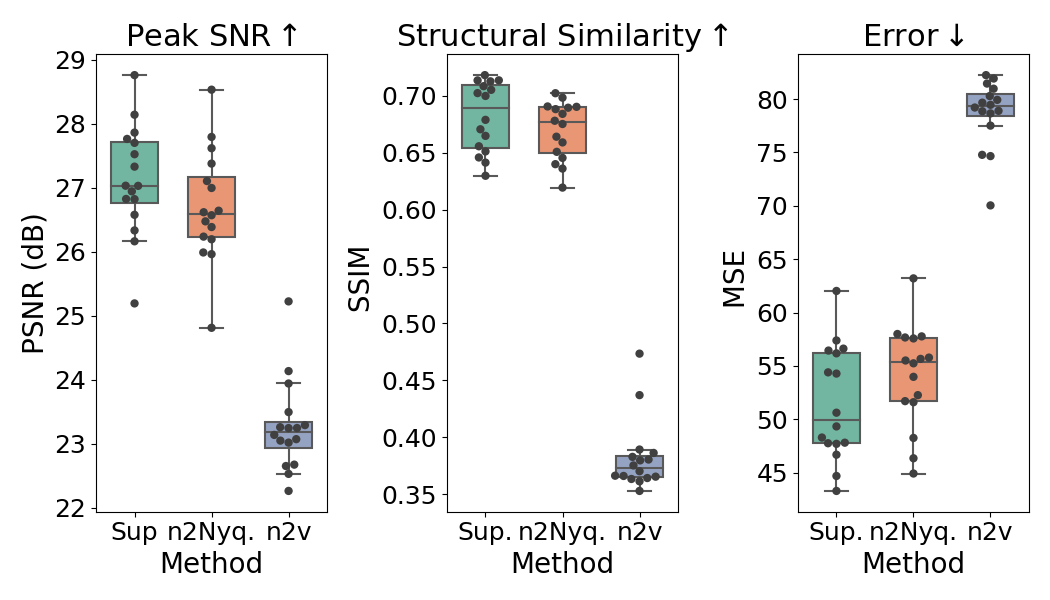 Peak SNR ↑
PSNR (dB)
29
28
27
26
25
24
23
22
Sup n2Nyq. n2v
Method
Structural Similarity ↑
SSIM
0.70
0.65
0.60
0.55
0.50
0.45
0.40
0.35
Sup. n2Nyq. n2v
Method
Error ↓
MSE
80
75
70
65
60
55
50
45
Sup. n2Nyq. n2v
Method